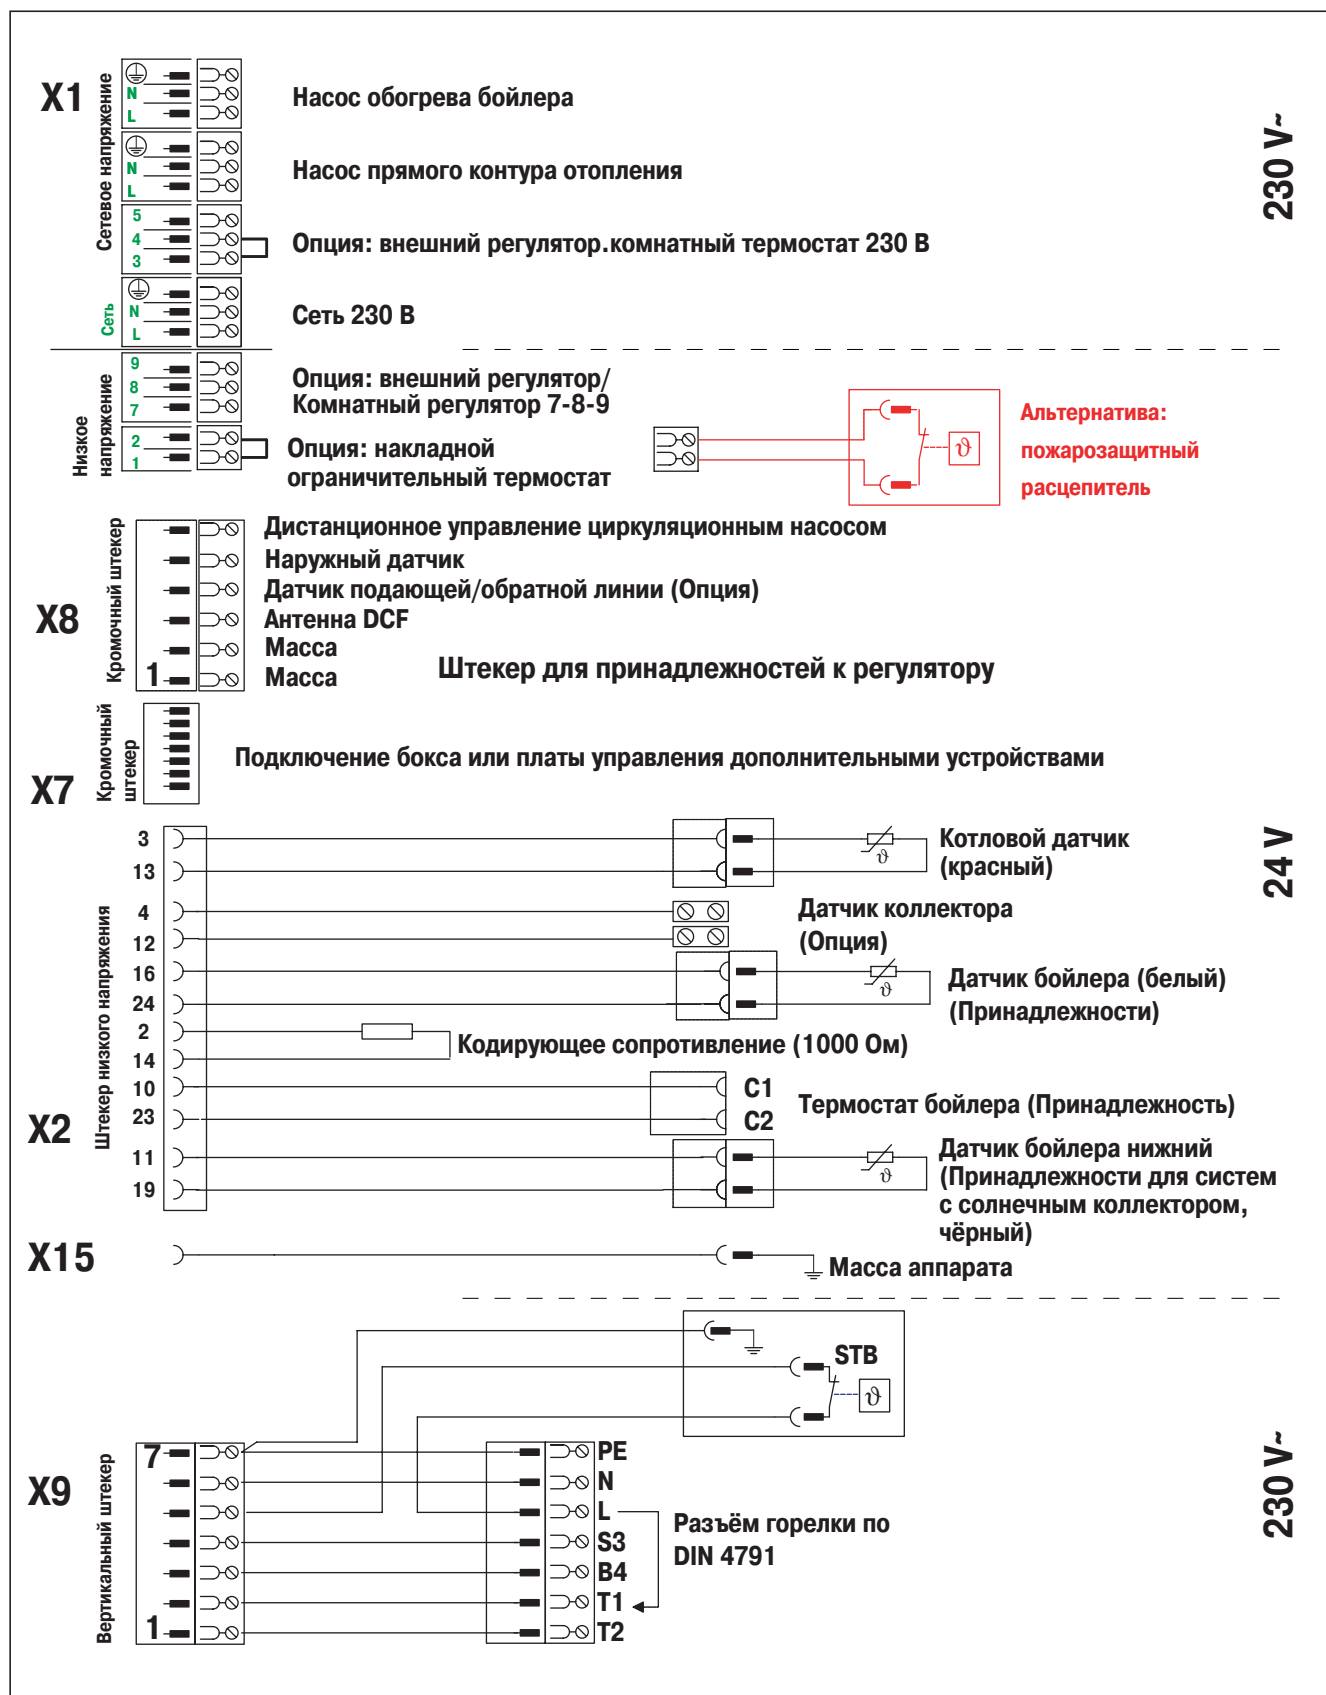 X1
Сетевое напряжение
N
L
Насос обогрева бойлера
230 V~
N
L
Насос прямого контура отопления
5
4
3
Опция: внешний регулятор.комнатный термостат 230 В
Сеть
N
L
Сеть 230 В
Низкое
напряжение
9
8
7
Опция: внешний регулятор/
Комнатный регулятор 7-8-9
2
1
Опция: накладной
ограничительный термостат
ϑ
Альтернатива:
пожарозащитный
расцепитель
X8
Кромочный штекер
1
Дистанционное управление циркуляционным насосом
Наружный датчик
Датчик подающей/обратной линии (Опция)
Антенна DCF
Масса
Масса
Штекер для принадлежностей к регулятору
X7
Кромочный
штекер
Подключение бокса или платы управления дополнительными устройствами
24 V
X2
Штекер низкого напряжения
3
13
ϑ
Котловой датчик
(красный)
4
12
Датчик коллектора
(Опция)
16
24
ϑ
Датчик бойлера (белый)
(Принадлежности)
2
14
Кодирующее сопротивление (1000 Ом)
10
23
C1
C2
Термостат бойлера (Принадлежность)
11
19
ϑ
Датчик бойлера нижний
(Принадлежности для систем
с солнечным коллектором,
чёрный)
X15
Масса аппарата
STB
ϑ
230 V~
X9
Вертикальный штекер
7
1
PE
N
L
S3
B4
T1
T2
Разъём горелки по
DIN 4791